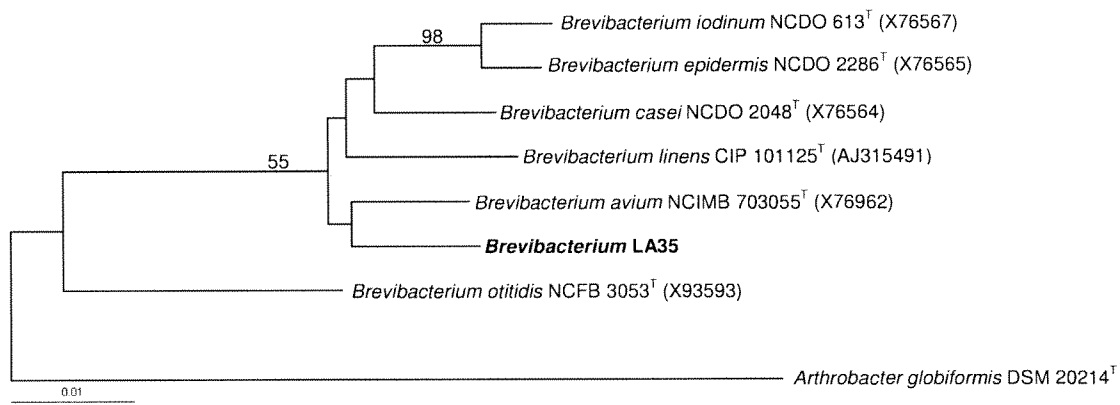 Brevibacterium iodinum NCDO 613ᵀ (X76567)
98
Brevibacterium epidermis NCDO 2286ᵀ (X76565)
Brevibacterium casei NCDO 2048ᵀ (X76564)
Brevibacterium linens CIP 101125ᵀ (AJ315491)
55
Brevibacterium avium NCIMB 703055ᵀ (X76962)
Brevibacterium LA35
Brevibacterium otitidis NCFB 3053ᵀ (X93593)
Arthrobacter globiformis DSM 20214ᵀ
0.01